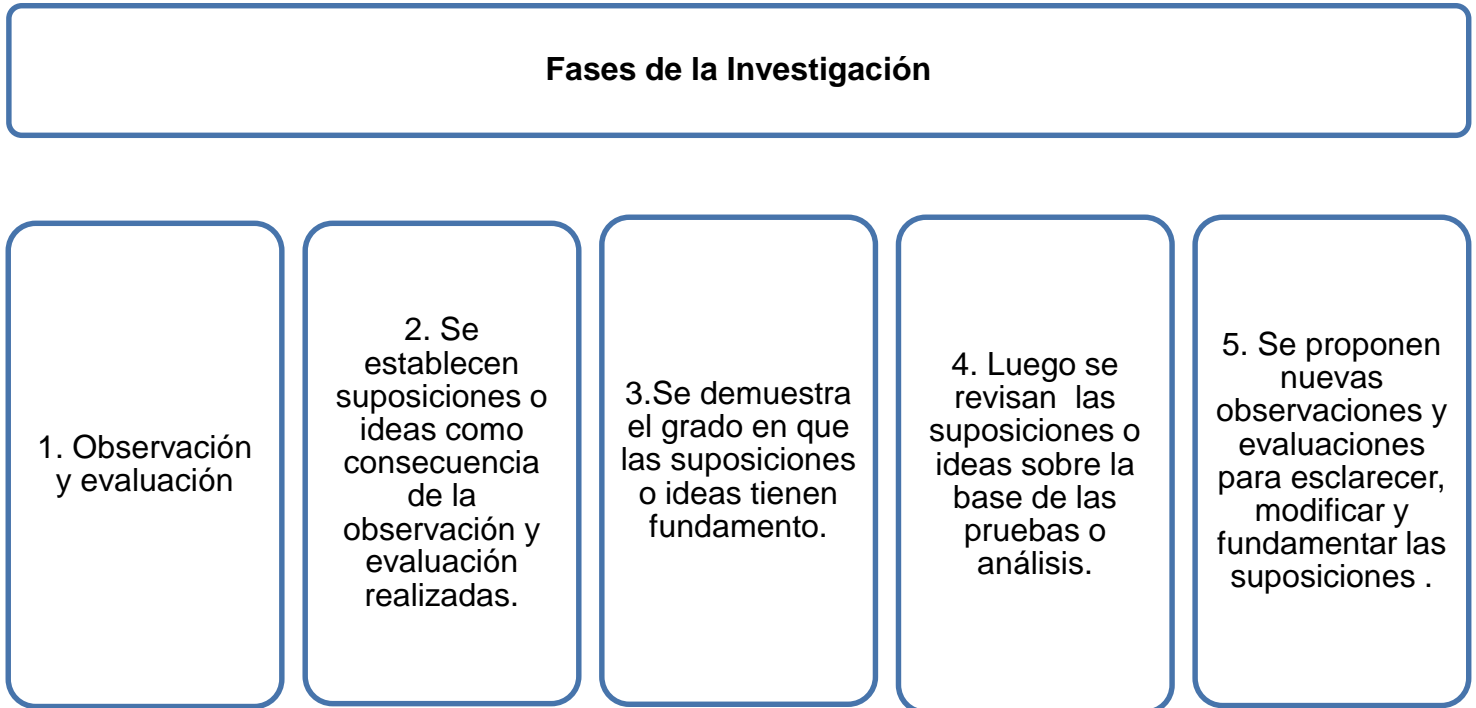 Fases de la Investigación
1. Observación
y evaluación
2. Se
establecen
suposiciones o
ideas como
consecuencia
de la
observación y
evaluación
realizadas.
3.Se demuestra
el grado en que
las suposiciones
o ideas tienen
fundamento.
4. Luego se
revisan  las
suposiciones o
ideas sobre la
base de las
pruebas o
análisis.
5. Se proponen
nuevas
observaciones y
evaluaciones
para esclarecer,
modificar y
fundamentar las
suposiciones .